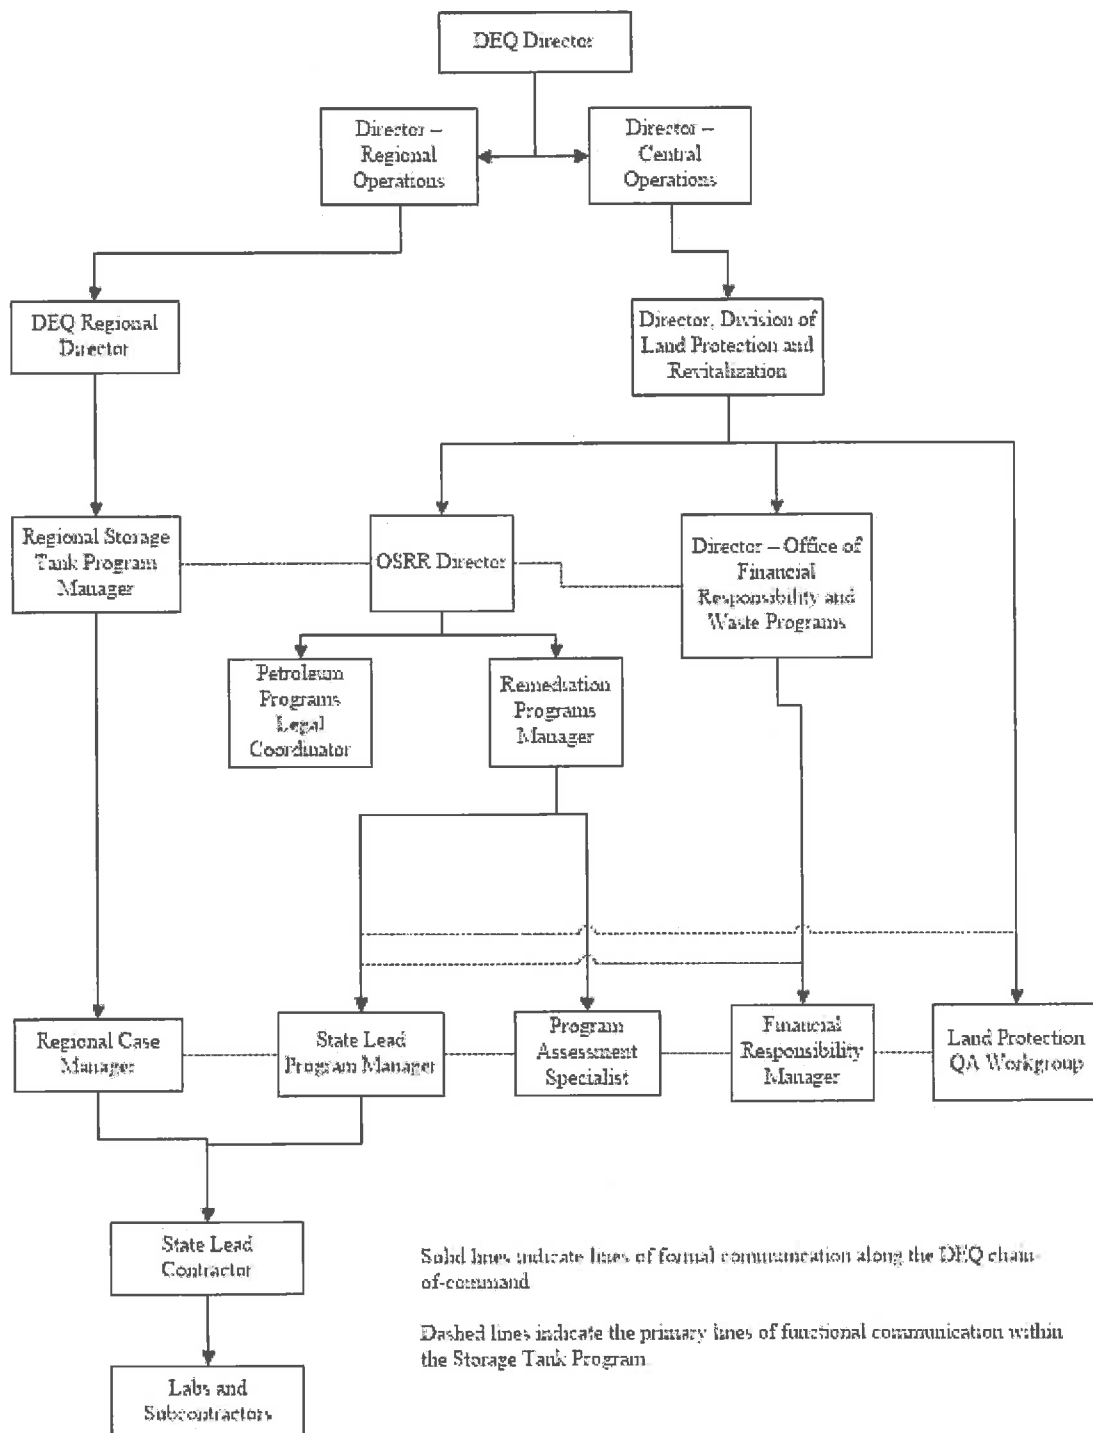 DEQ Director
Director –
Regional
Operations
Director –
Central
Operations
DEQ Regional
Director
Director, Division of
Land Protection and
Revitalization
Regional Storage
Tank Program
Manager
OSRR Director
Director – Office of
Financial
Responsibility and
Waste Programs
Petroleum
Programs
Legal
Coordinator
Remediation
Programs
Manager
Regional Case
Manager
State Lead
Program Manager
Program
Assessment
Specialist
Financial
Responsibility
Manager
Land Protection
QA Workgroup
State Lead
Contractor
Labs and
Subcontractors
Solid lines indicate lines of formal communication along the DEQ chain-
of-command
Dashed lines indicate the primary lines of functional communication within
the Storage Tank Program.